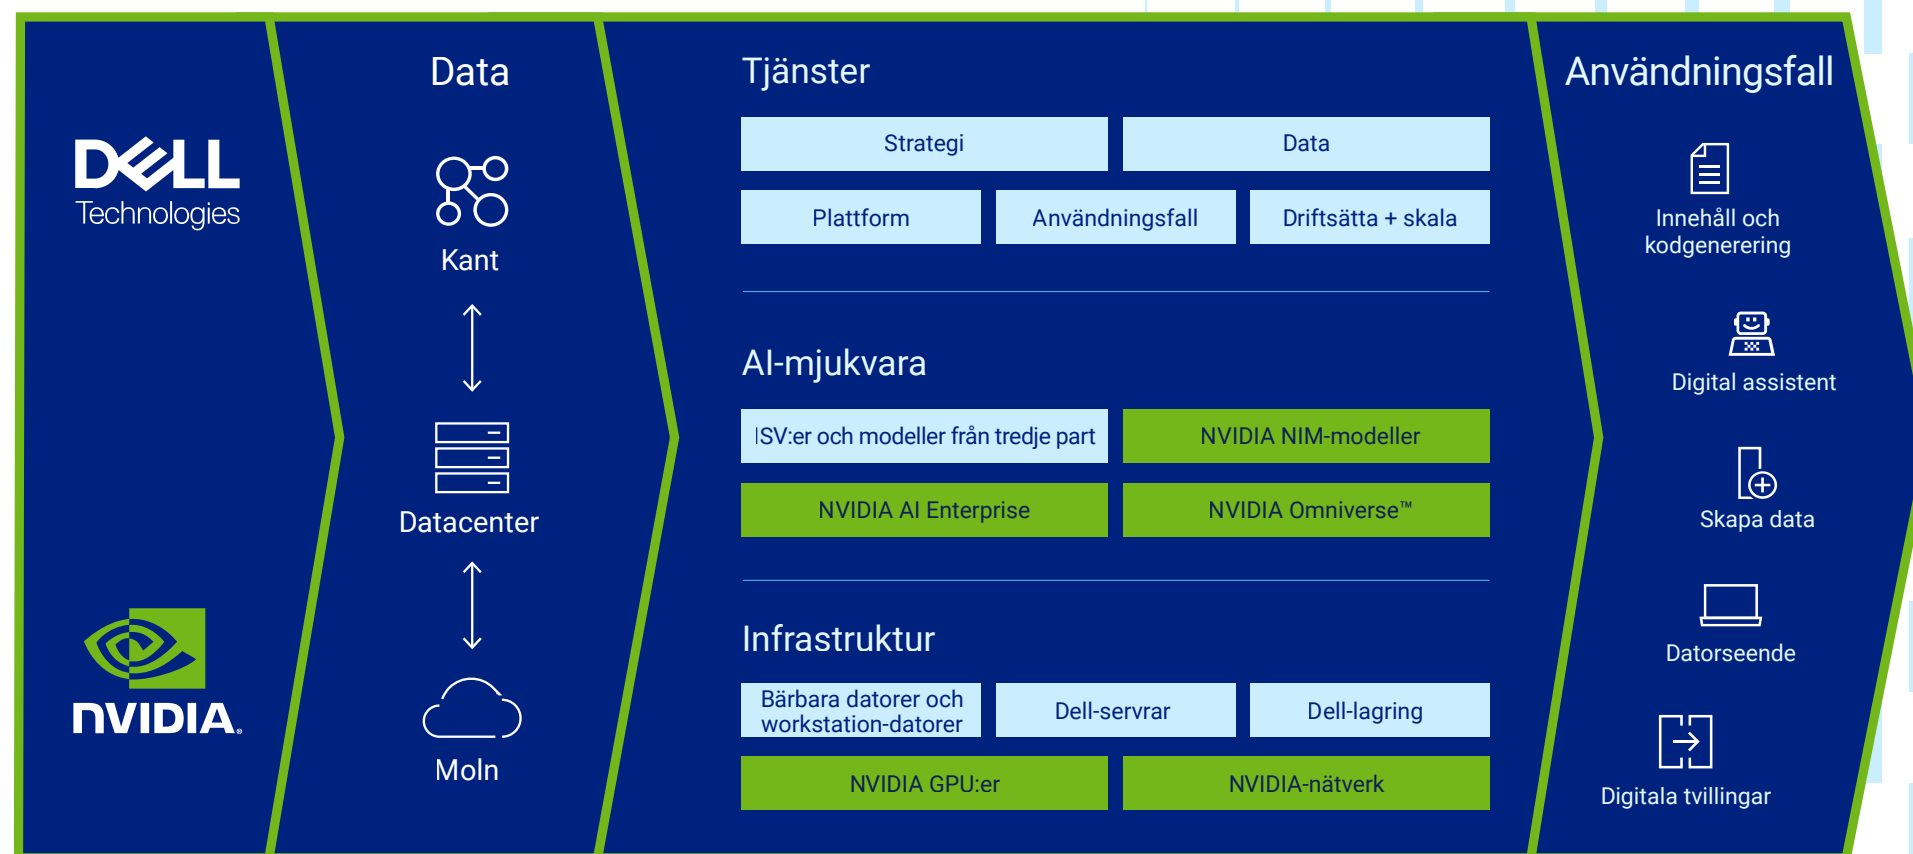 DELL
Technologies
NVIDIA.
Data
Kant
Datacenter
Moln
Tjänster
Strategi
Data
Plattform
Användningsfall
Driftsätta + skala
AI-mjukvara
ISV:er och modeller från tredje part
NVIDIA NIM-modeller
NVIDIA AI Enterprise
NVIDIA Omniverse™
Infrastruktur
Bärbara datorer och
workstation-datorer
Dell-servrar
Dell-lagring
NVIDIA GPU:er
NVIDIA-nätverk
Användningsfall
Innehåll och
kodgenerering
Digital assistent
Skapa data
Datorseende
Digitala tvillingar